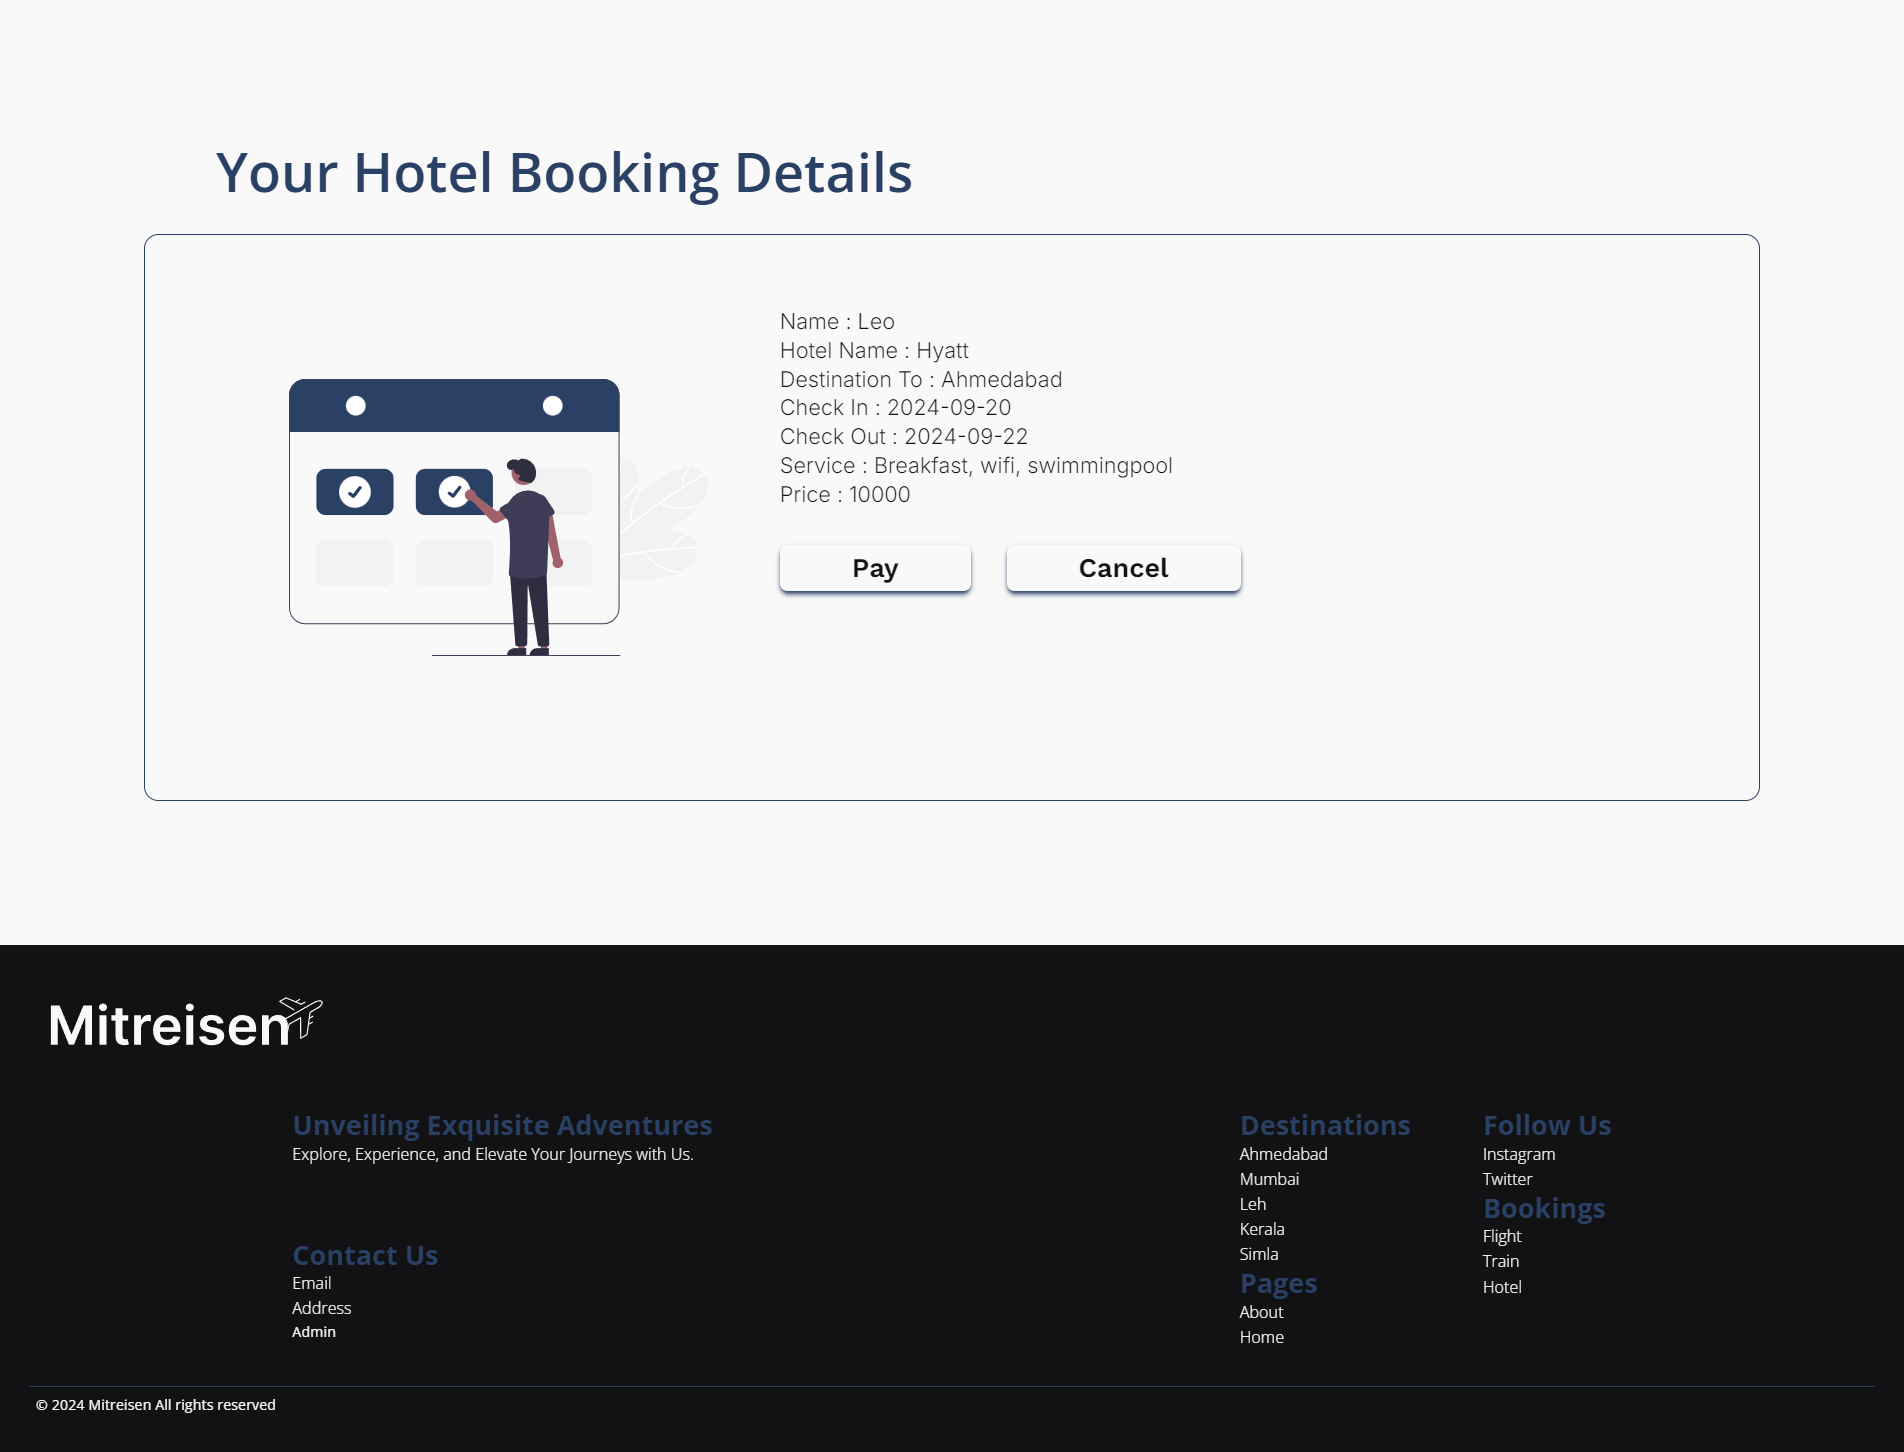 Your Hotel Booking Details
Name : Leo
Hotel Name : Hyatt
Destination To : Ahmedabad
Check In : 2024-09-20
Check Out : 2024-09-22
Service : Breakfast, wifi, swimmingpool
Price : 10000
Pay
Cancel
Mitreisen
Unveiling Exquisite Adventures
Explore, Experience, and Elevate Your Journeys with Us.
Contact Us
Email
Address
Admin
Destinations
Ahmedabad
Mumbai
Leh
Kerala
Simla
Pages
About
Home
Follow Us
Instagram
Twitter
Bookings
Flight
Train
Hotel
© 2024 Mitreisen All rights reserved